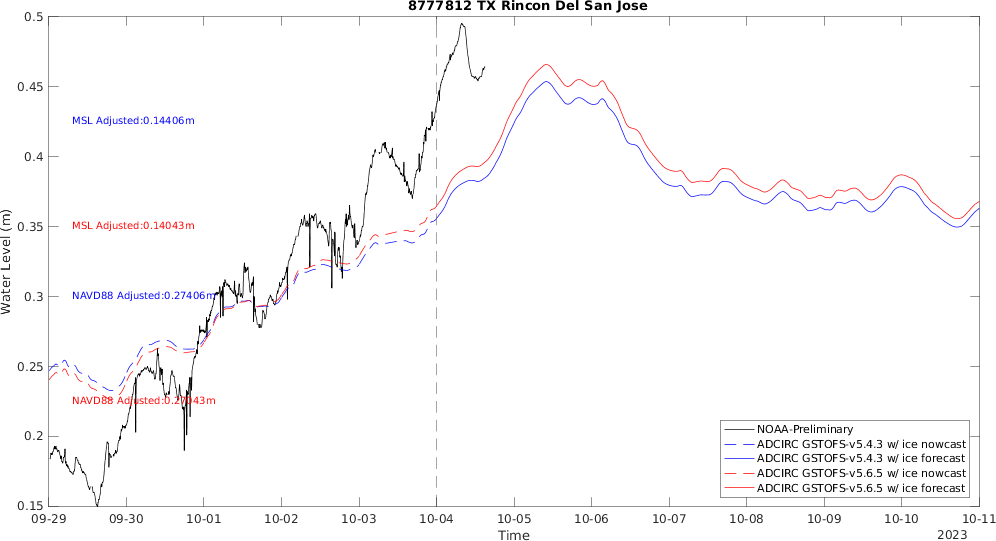 8777812 TX Rincon Del San Jose
0.5
0.45
0.4
0.35
0.3
0.25
0.2
0.15
Water Level (m)
MSL Adjusted:0.14406m
MSL Adjusted:0.14043m
NAVD88 Adjusted:0.27406m
NAVD88 Adjusted:0.27043m
NOAA-Preliminary
ADCIRC GSTOFS-v5.4.3 w/ ice nowcast
ADCIRC GSTOFS-v5.4.3 w/ ice forecast
ADCIRC GSTOFS-v5.6.5 w/ ice nowcast
ADCIRC GSTOFS-v5.6.5 w/ ice forecast
09-29 09-30 10-01 10-02 10-03 10-04 10-05 10-06 10-07 10-08 10-09 10-10 10-11
Time
2023